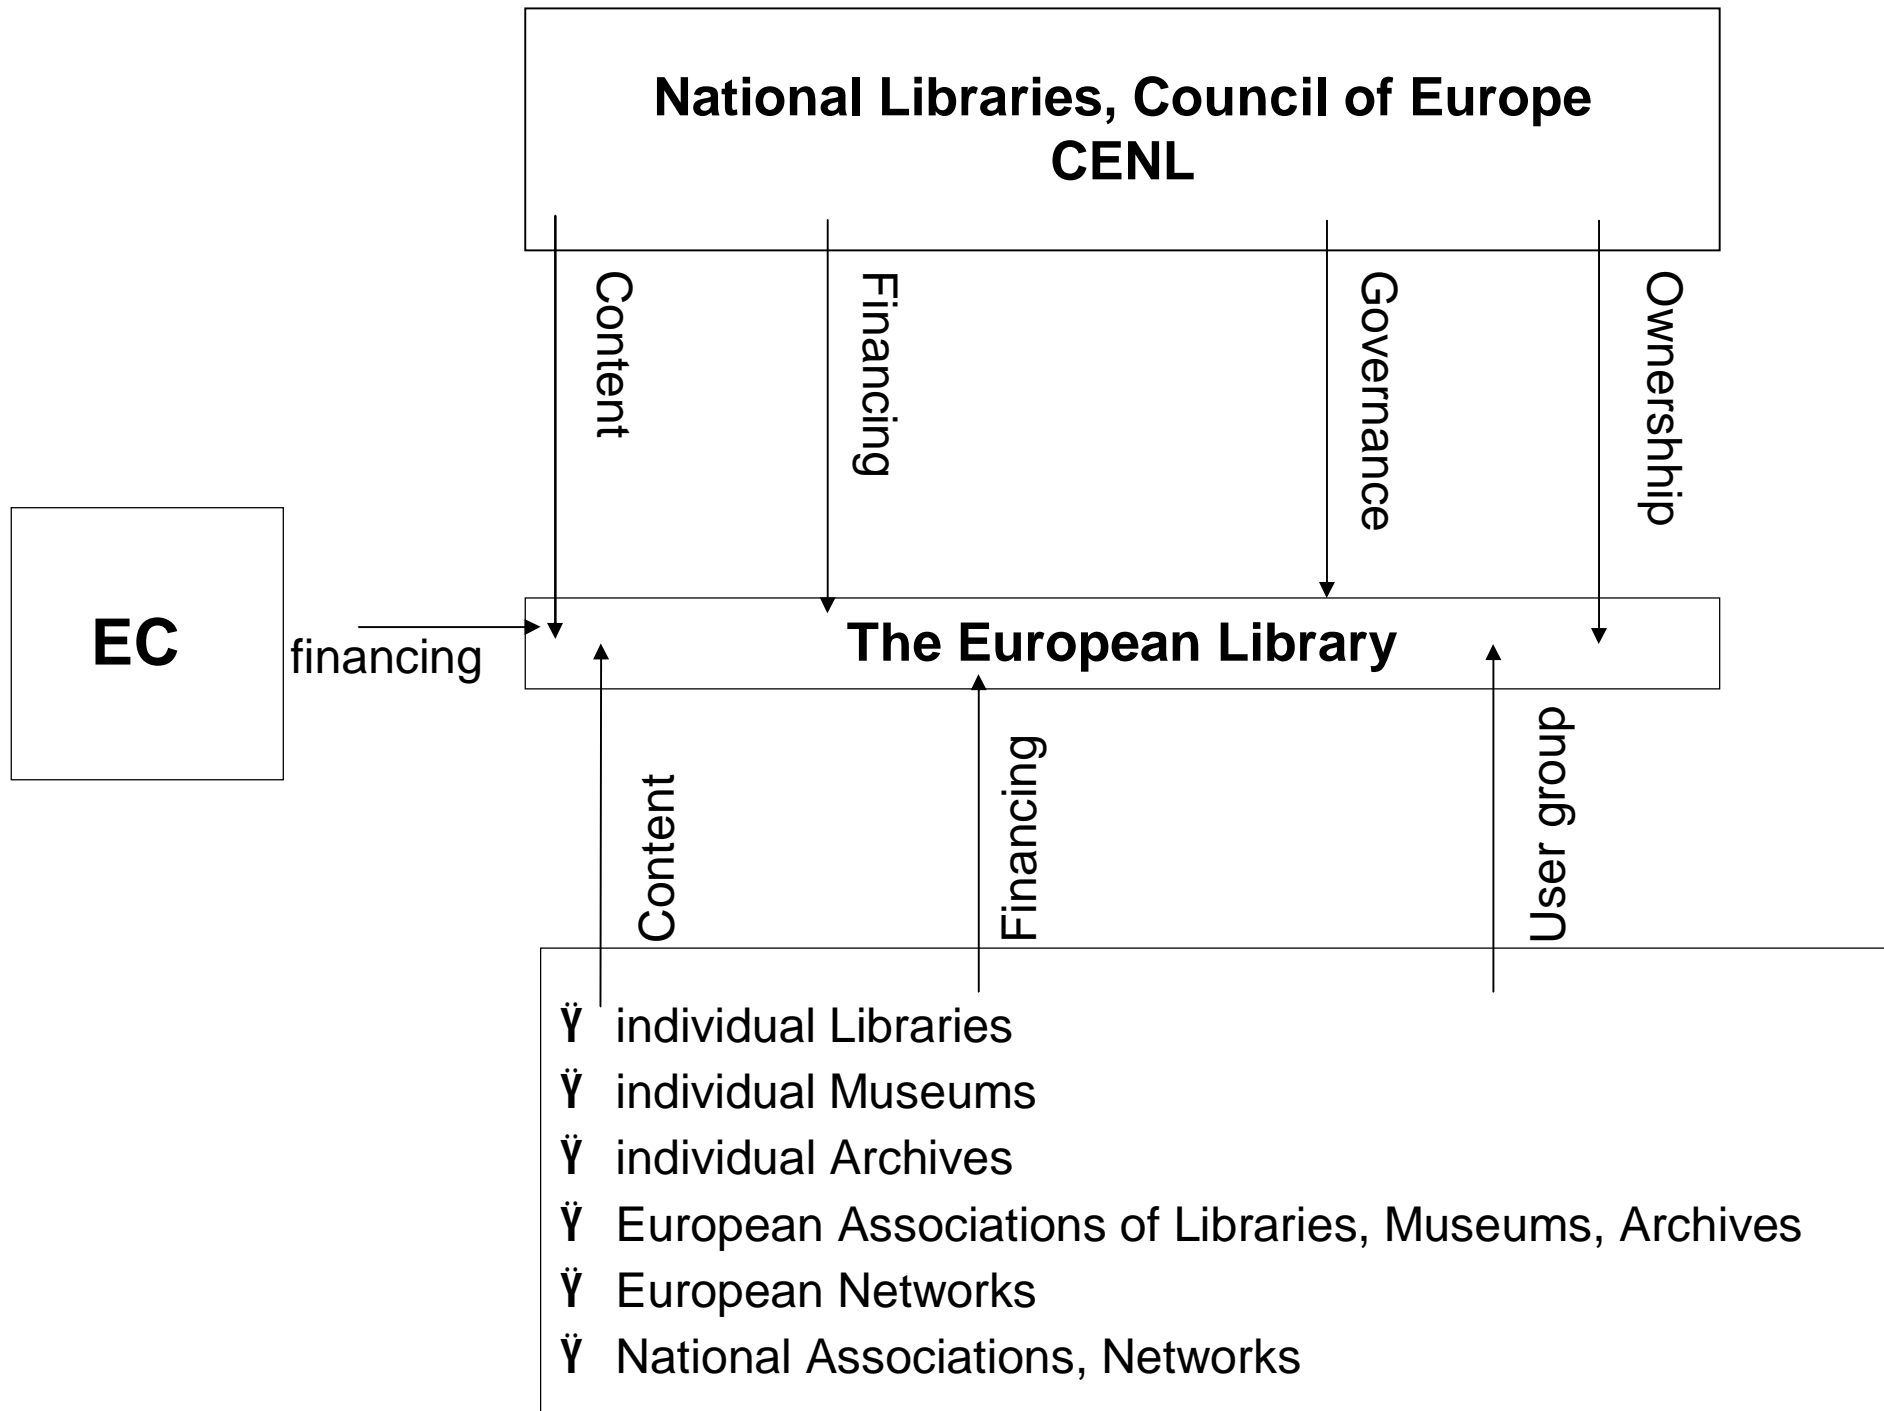 National Libraries, Council of Europe
CENL
Content
Financing
Governance
Ownershhip
EC
financing
The European Library
Content
Financing
User group
Ÿ individual Libraries
Ÿ individual Museums
Ÿ individual Archives
Ÿ European Associations of Libraries, Museums, Archives
Ÿ European Networks
Ÿ National Associations, Networks